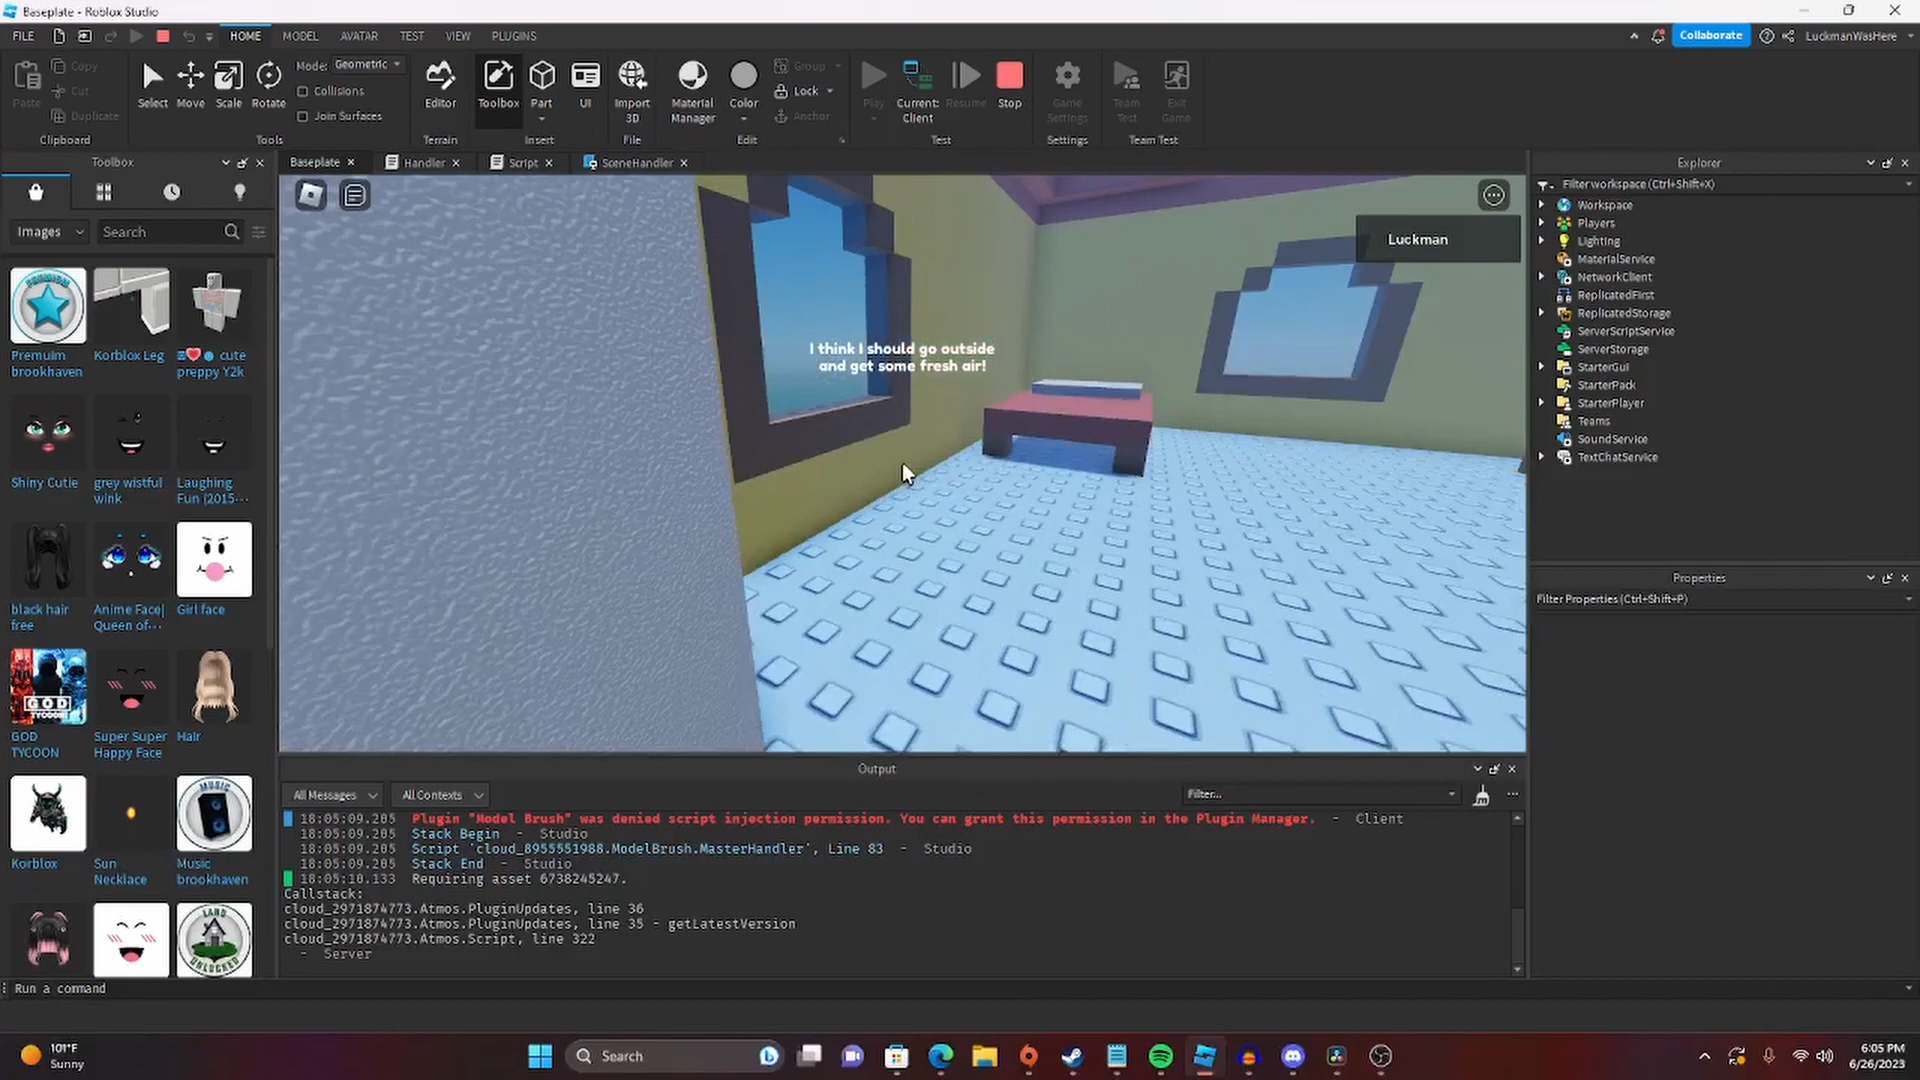 Baseplate - Roblox Studio
FILE
HOME
MODEL
AVATAR
TEST
VIEW
PLUGINS
Collaborate
LuckmanWasHere
Paste
Copy
Cut
Duplicate
Clipboard
Select
Move
Scale
Rotate
Mode: Geometric
Collisions
Join Surfaces
Tools
Editor
Terrain
Toolbox
Part
UI
Insert
Import
3D
File
Material
Manager
Color
Group
Lock
Anchor
Edit
Play
Current:
Client
Resume
Stop
Test
Game
Settings
Settings
Team
Test
Exit
Game
Team Test
Toolbox
Baseplate
Handler
Script
SceneHandler
Explorer
Images
Search
Premuim
brookhaven
Korblox Leg
cute
preppy Y2k
Shiny Cutie
grey wistful
wink
Laughing
Fun (2015-...
black hair
free
Anime Face|
Queen of...
Girl face
GOD
TYCOON
GOD
TYCOON
Super Super
Happy Face
Hair
Korblox
Sun
Necklace
MUSIC
Music
brookhaven
LAND
UNLOCKED
Luckman
I think I should go outside
and get some fresh air!
Filter workspace (Ctrl+Shift+X)
Workspace
Players
Lighting
MaterialService
NetworkClient
ReplicatedFirst
ReplicatedStorage
ServerScriptService
ServerStorage
StarterGui
StarterPack
StarterPlayer
Teams
SoundService
TextChatService
Properties
Filter Properties (Ctrl+Shift+P)
Output
All Messages
All Contexts
Filter...
18:05:09.205 Plugin "Model Brush" was denied script injection permission. You can grant this permission in the Plugin Manager. - Client
18:05:09.205 Stack Begin - Studio
18:05:09.205 Script 'cloud_8955551988.ModelBrush.MasterHandler', Line 83 - Studio
18:05:09.205 Stack End - Studio
18:05:10.133 Requiring asset 6738245247.
Callstack:
cloud_2971874773.Atmos.PluginUpdates, line 36
cloud_2971874773.Atmos.PluginUpdates, line 35 - getLatestVersion
cloud_2971874773.Atmos.Script, line 322
- Server
Run a command
101°F
Sunny
Search
6:05 PM
6/26/2023